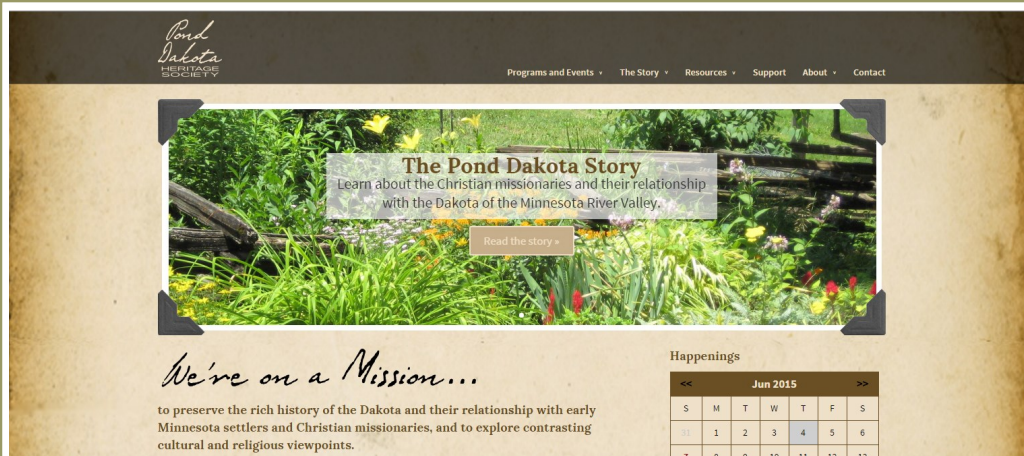 Pond
Dakota
HERITAGE
SOCIETY
Programs and Events ▾ The Story ▾ Resources ▾ Support About ▾ Contact
The Pond Dakota Story
Learn about the Christian missionaries and their relationship
with the Dakota of the Minnesota River Valley.
Read the story »
We're on a Mission...
to preserve the rich history of the Dakota and their relationship with early
Minnesota settlers and Christian missionaries, and to explore contrasting
cultural and religious viewpoints.
Happenings
<< Jun 2015 >>
S M T W T F S
31 1 2 3 4 5 6